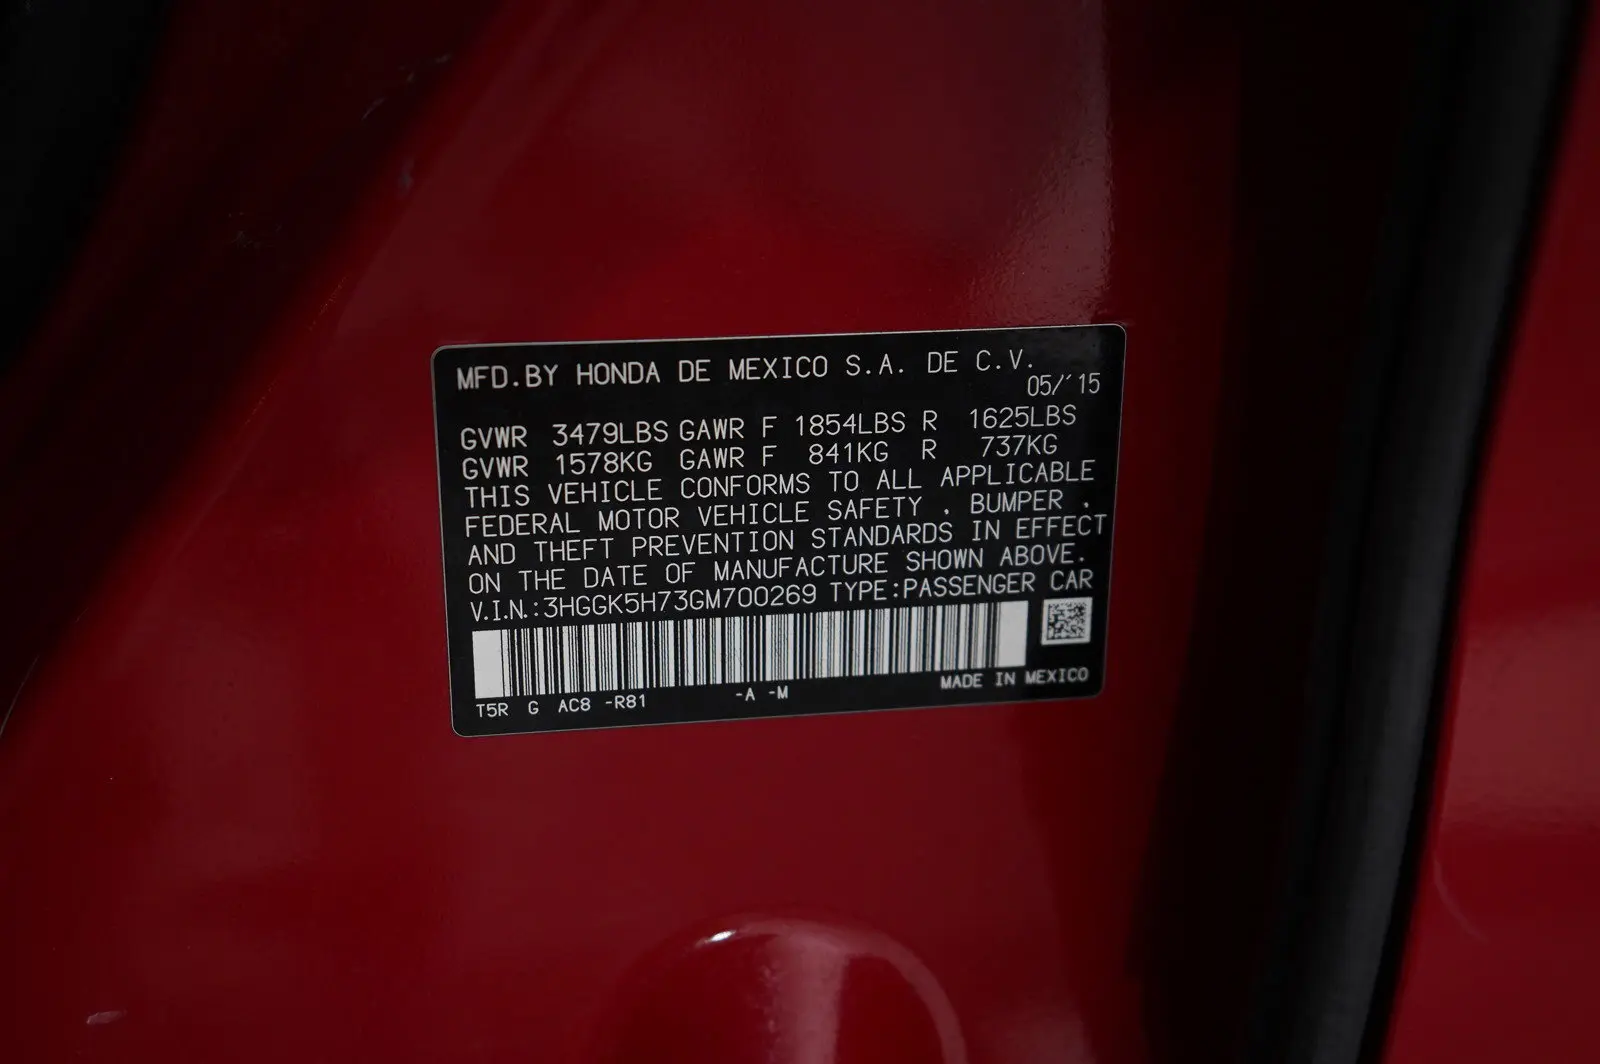 MFD.BY HONDA DE MEXICO S.A. DE C.V.
05/'15
GVWR 3479LBS GAWR F 1854LBS R 1625LBS
GVWR 1578KG GAWR F 841KG R 737KG
THIS VEHICLE CONFORMS TO ALL APPLICABLE
FEDERAL MOTOR VEHICLE SAFETY , BUMPER ,
AND THEFT PREVENTION STANDARDS IN EFFECT
ON THE DATE OF MANUFACTURE SHOWN ABOVE.
V.I.N.:3HGGK5H73GM700269 TYPE:PASSENGER CAR
T5R G AC8 -R81 -A -M MADE IN MEXICO